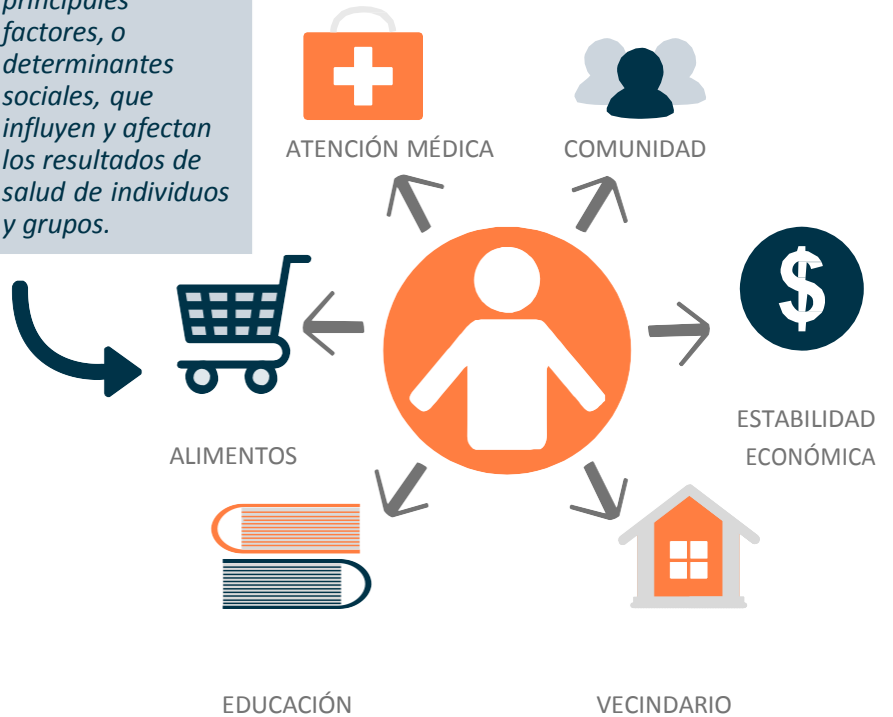 principales
factores, o
determinantes
sociales, que
influyen y afectan
los resultados de
salud de individuos
y grupos.
ATENCIÓN MÉDICA
COMUNIDAD
$
ESTABILIDAD
ECONÓMICA
ALIMENTOS
EDUCACIÓN
VECINDARIO